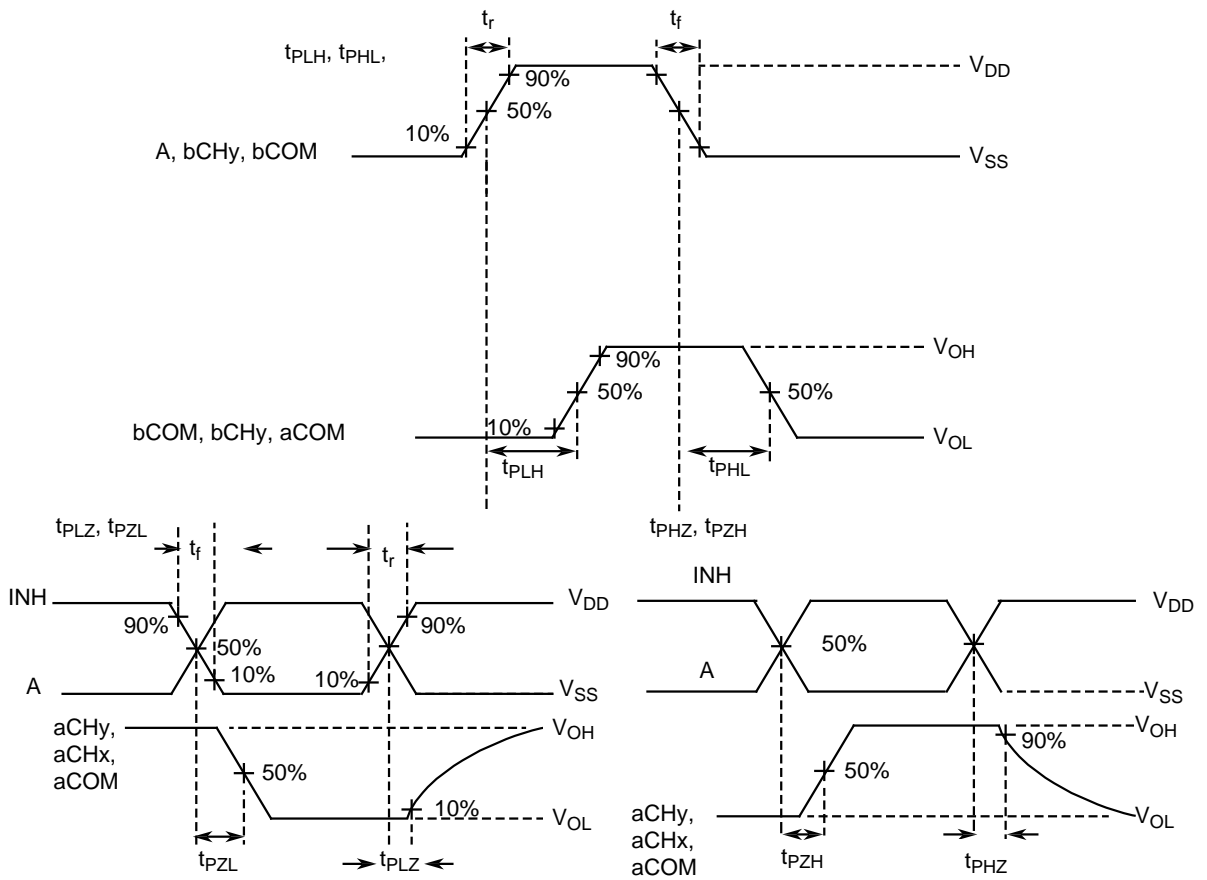 tr
tf
tPLH, tPHL,
VDD
90%
50%
10%
A, bCHy, bCOM
VSS
VOH
90%
50%
50%
bCOM, bCHy, aCOM
10%
VOL
tPLH
tPHL
tPLZ, tPZL
tf
tr
INH
VDD
90%
90%
50%
10%
10%
A
VSS
aCHy,
aCHx,
aCOM
VOH
50%
10%
VOL
tPZL
tPLZ
tPHZ, tPZH
INH
VDD
50%
A
VSS
VOH
90%
50%
aCHy,
aCHx,
aCOM
VOL
tPZH
tPHZ